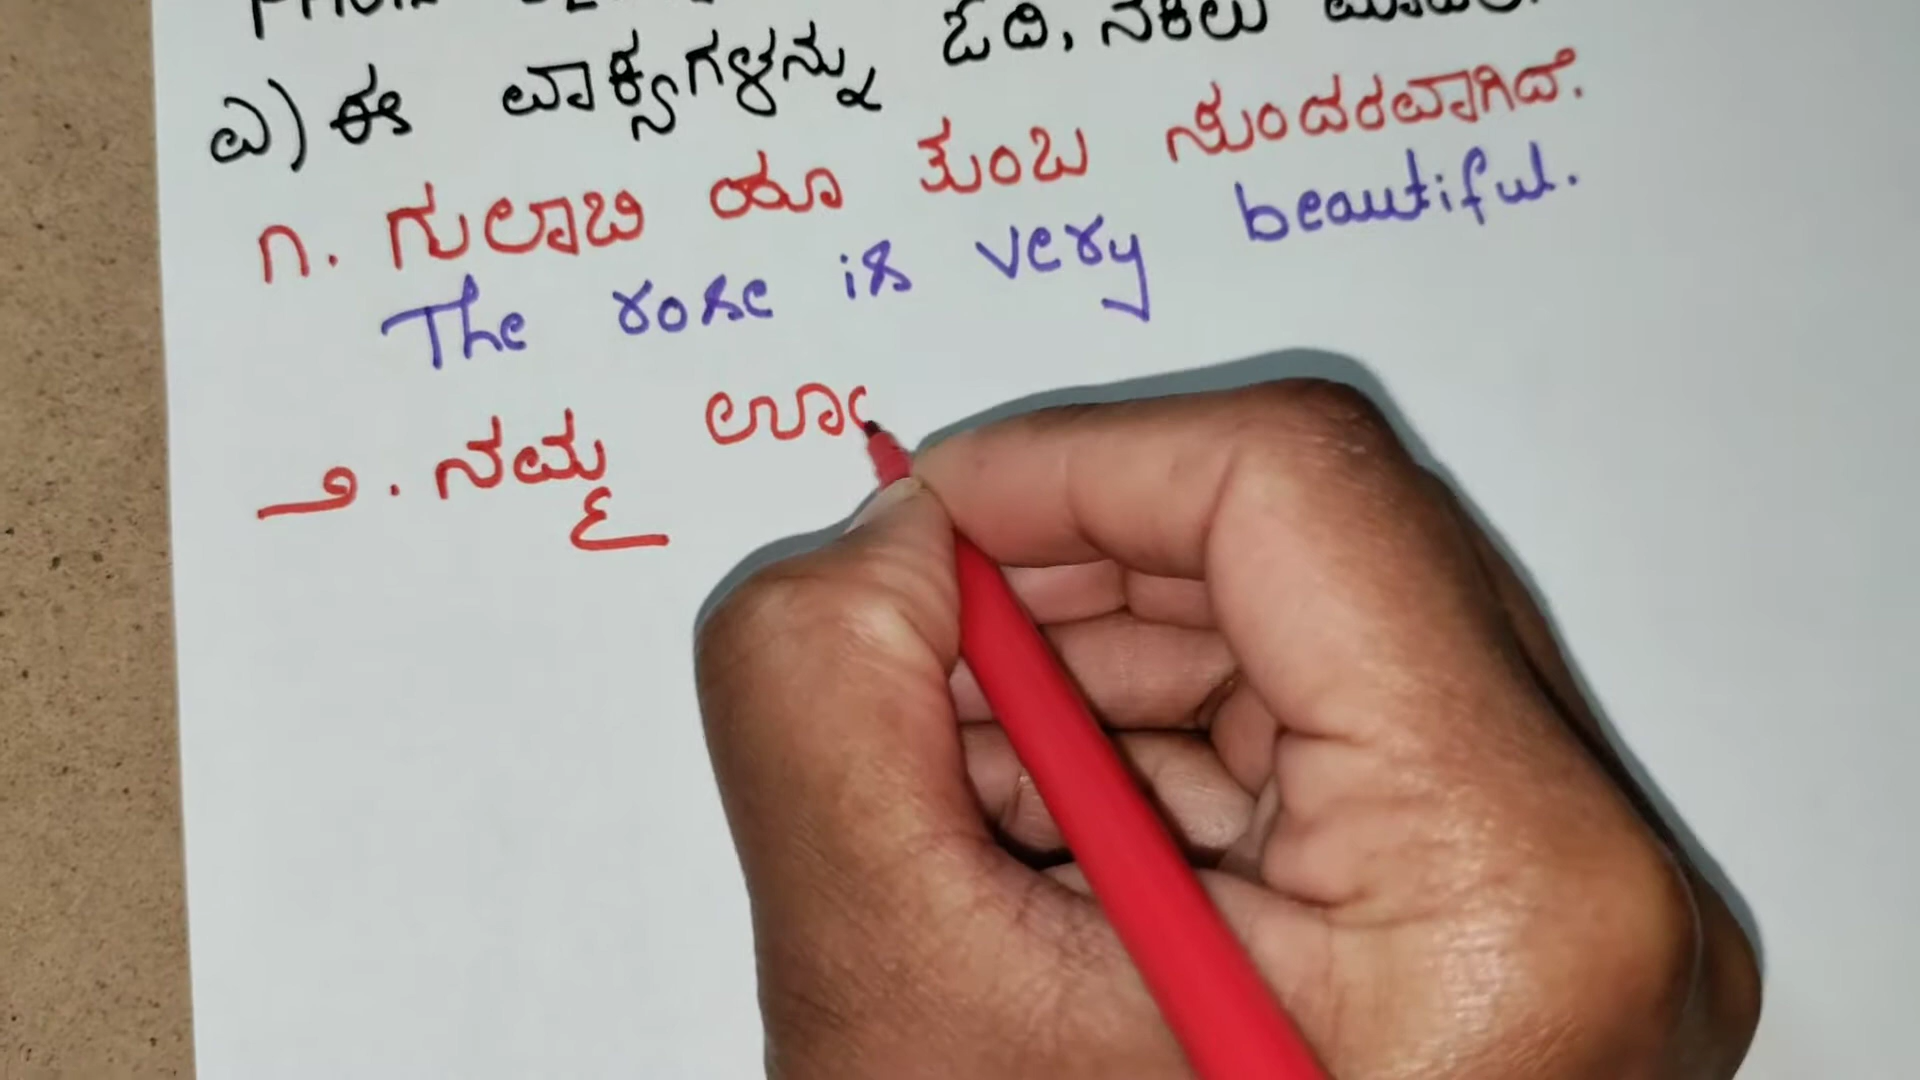 ಎ) ಈ ವಾಕ್ಯಗಳನ್ನು ಓದಿ, ನಕಲು
೧. ಗುಲಾಬಿ ಹೂ ತುಂಬ ಸುಂದರವಾಗಿದೆ.
The rose is very beautiful.
೨. ನಮ್ಮ ಊ